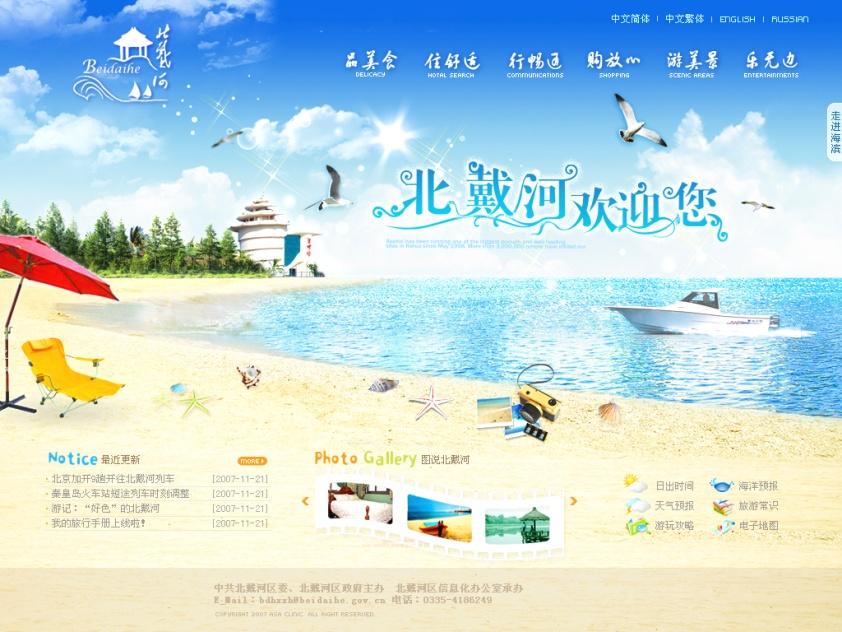 中文简体 | 中文繁体 | ENGLISH | RUSSIAN
北戴河
Beidaihe
品美食 住舒适 行畅通 购放心 游美景 乐无边
DELICACY HOTAL SEARCH COMMUNICATIONS SHOPPING SCENIC AREAS ENTERTAINMENTS
走进海滨
北戴河欢迎您
Notice 最近更新 MORE
· 北京加开9趟开往北戴河列车 [2007-11-21]
· 秦皇岛火车站短途列车时刻调整 [2007-11-21]
· 游记：“好色”的北戴河 [2007-11-21]
· 我的旅行手册上线啦! [2007-11-21]
Photo Gallery 图说北戴河
日出时间 海洋预报
天气预报 旅游常识
游玩攻略 电子地图
中共北戴河区委、北戴河区政府主办 北戴河区信息化办公室承办
E_Mail：bdhxxh@beidaihe.gov.cn 电话：0335-4186249
COPYRIGHT 2007 ASA CLINIC. ALL RIGHT RESERVED.